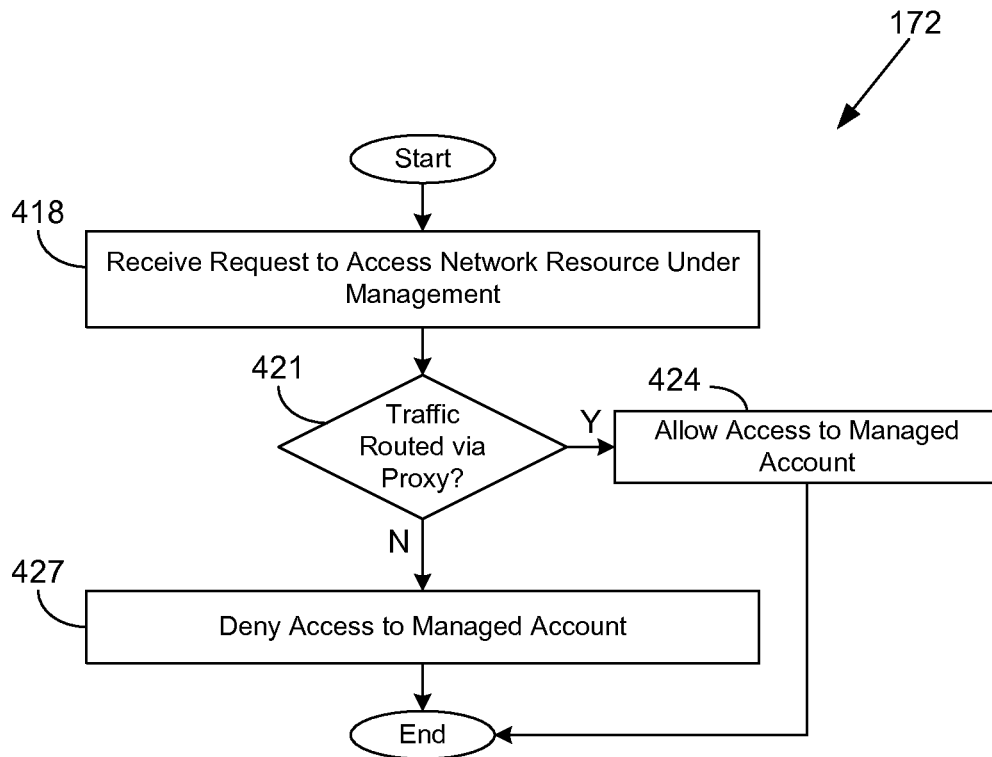 172
Start
418
Receive Request to Access Network Resource Under
Management
421
Traffic
Routed via
Proxy?
Y
424
Allow Access to Managed
Account
N
427
Deny Access to Managed Account
End